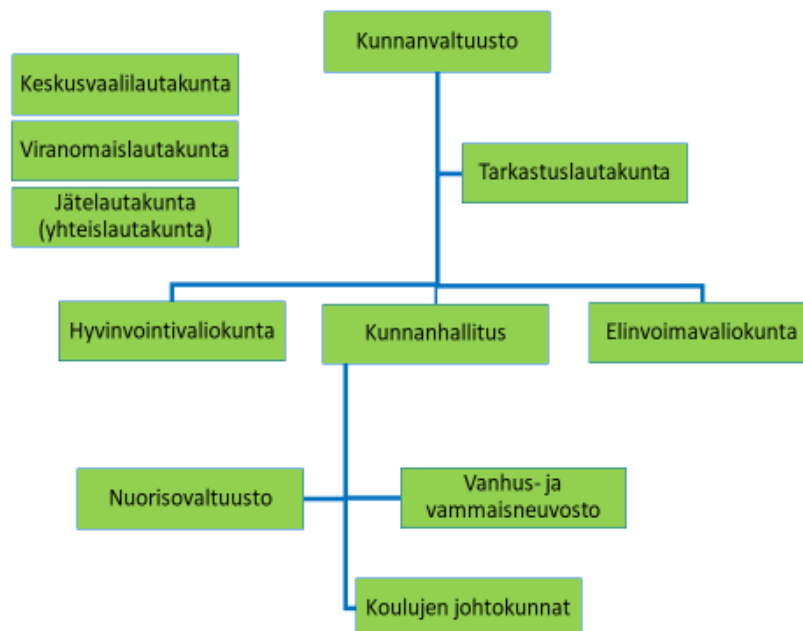 Kunnanvaltuusto
Keskusvaalilautakunta
Viranomaislautakunta
Jätelautakunta
(yhteislautakunta)
Tarkastuslautakunta
Hyvinvointivaliokunta
Kunnanhallitus
Elinvoimavaliokunta
Nuorisovaltuusto
Vanhus- ja
vammaisneuvosto
Koulujen johtokunnat